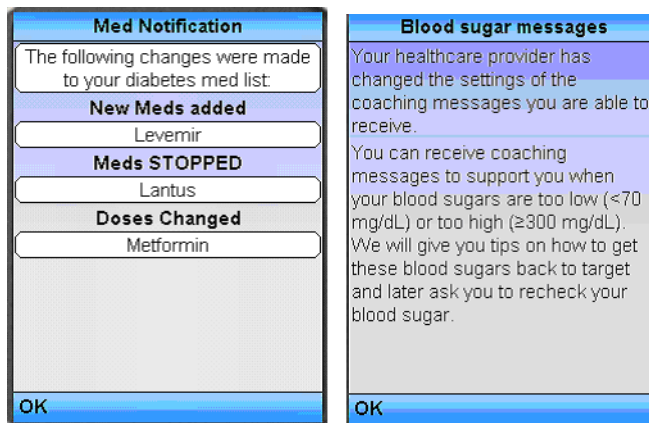 Med Notification
The following changes were made
to your diabetes med list:
New Meds added
Levemir
Meds STOPPED
Lantus
Doses Changed
Metformin
OK
Blood sugar messages
Your healthcare provider has
changed the settings of the
coaching messages you are able to
receive.
You can receive coaching
messages to support you when
your blood sugars are too low (<70
mg/dL) or too high (≥300 mg/dL).
We will give you tips on how to get
these blood sugars back to target
and later ask you to recheck your
blood sugar.
OK